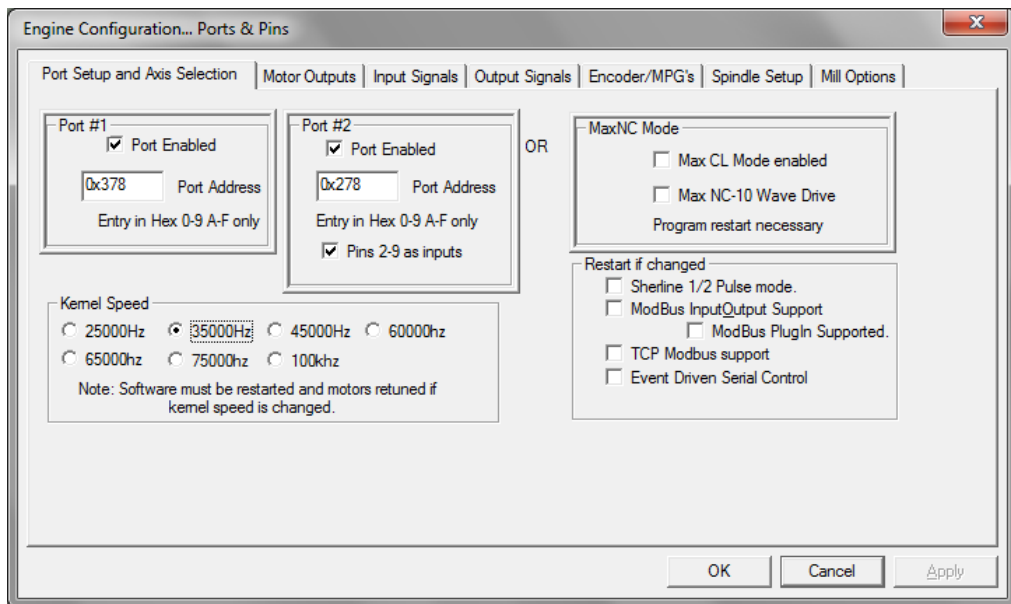 Engine Configuration... Ports & Pins
X
Port Setup and Axis Selection Motor Outputs Input Signals Output Signals Encoder/MPG's Spindle Setup Mill Options
Port #1
Port Enabled
0x378 Port Address
Entry in Hex 0-9 A-F only
Port #2
Port Enabled
0x278 Port Address
Entry in Hex 0-9 A-F only
Pins 2-9 as inputs
OR
MaxNC Mode
Max CL Mode enabled
Max NC-10 Wave Drive
Program restart necessary
Restart if changed
Sherline 1/2 Pulse mode.
ModBus InputOutput Support
ModBus PlugIn Supported.
TCP Modbus support
Event Driven Serial Control
Kernel Speed
25000Hz 35000Hz 45000Hz 60000hz
65000hz 75000hz 100khz
Note: Software must be restarted and motors retuned if
kernel speed is changed.
OK Cancel Apply